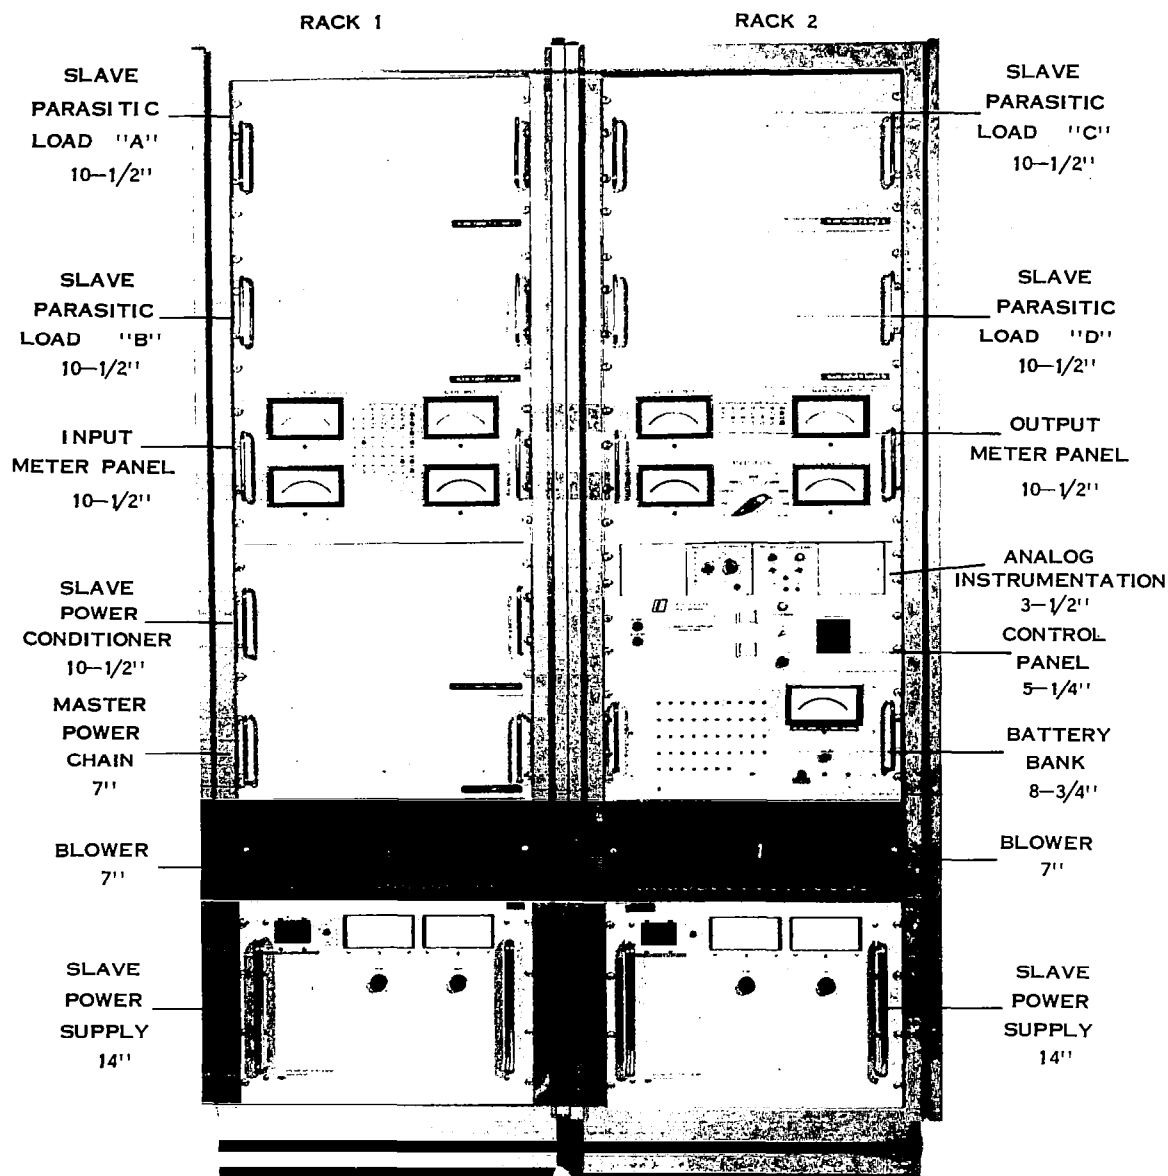 RACK 1
RACK 2
SLAVE
PARASITIC
LOAD "A"
10-1/2"
SLAVE
PARASITIC
LOAD "B"
10-1/2"
INPUT
METER PANEL
10-1/2"
SLAVE
POWER
CONDITIONER
10-1/2"
MASTER
POWER
CHAIN
7"
BLOWER
7"
SLAVE
POWER
SUPPLY
14"
SLAVE
PARASITIC
LOAD "C"
10-1/2"
SLAVE
PARASITIC
LOAD "D"
10-1/2"
OUTPUT
METER PANEL
10-1/2"
ANALOG
INSTRUMENTATION
3-1/2"
CONTROL
PANEL
5-1/4"
BATTERY
BANK
8-3/4"
BLOWER
7"
SLAVE
POWER
SUPPLY
14"